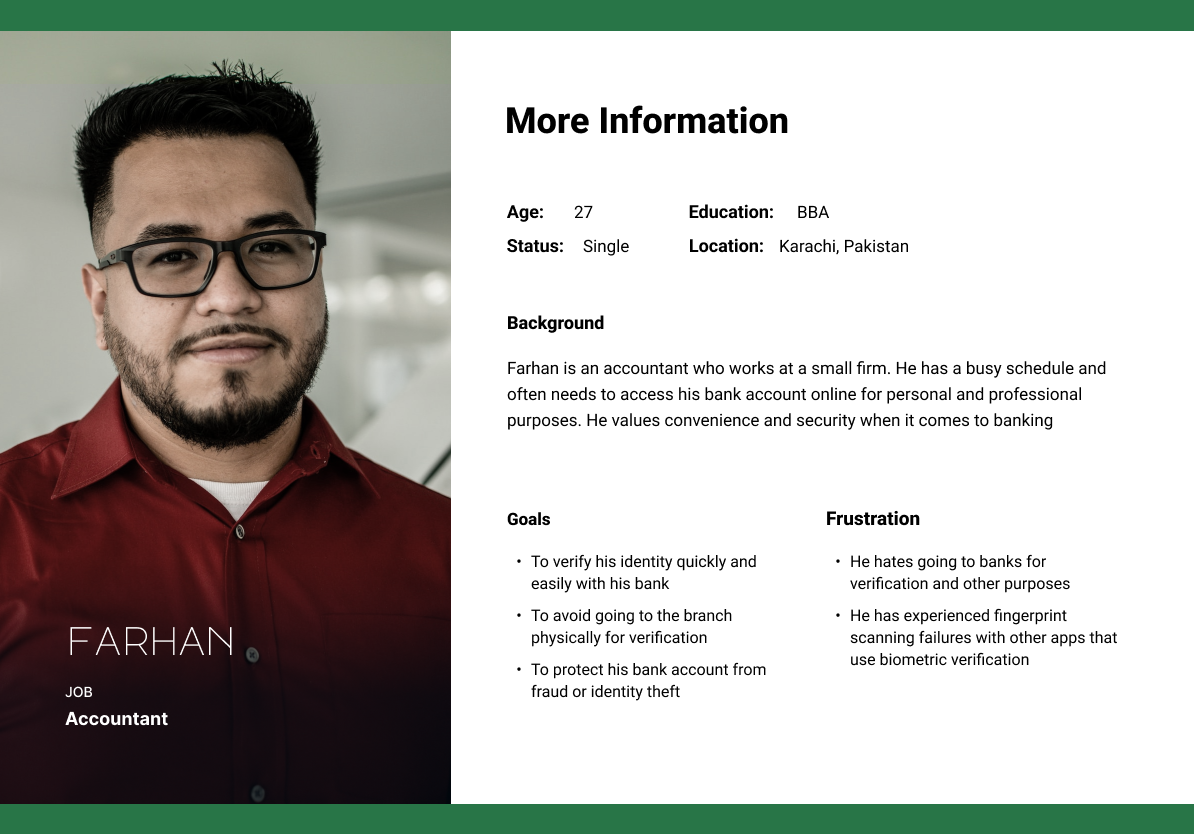 More Information
Age: 27 Education: BBA
Status: Single Location: Karachi, Pakistan
Background
Farhan is an accountant who works at a small firm. He has a busy schedule and
often needs to access his bank account online for personal and professional
purposes. He values convenience and security when it comes to banking
Goals
• To verify his identity quickly and
easily with his bank
• To avoid going to the branch
physically for verification
• To protect his bank account from
fraud or identity theft
Frustration
• He hates going to banks for
verification and other purposes
• He has experienced fingerprint
scanning failures with other apps that
use biometric verification
FARHAN
JOB
Accountant